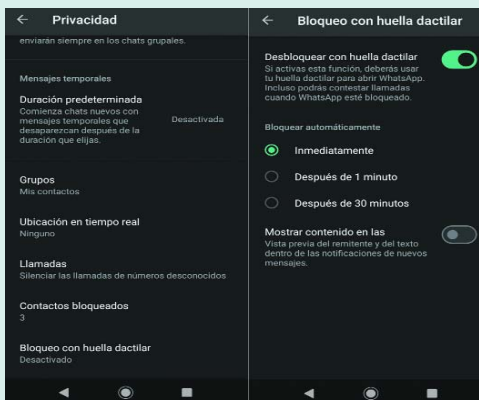 Privacidad
enviarán siempre en los chats grupales.
Mensajes temporales
Duración predeterminada
Comienza chats nuevos con
mensajes temporales que
desaparezcan después de la
duración que elijas.
Desactivada
Grupos
Mis contactos
Ubicación en tiempo real
Ninguno
Llamadas
Silenciar las llamadas de números desconocidos
Contactos bloqueados
3
Bloqueo con huella dactilar
Desactivado
Bloqueo con huella dactilar
Desbloquear con huella dactilar
Si activas esta función, deberás usar
tu huella dactilar para abrir WhatsApp.
Incluso podrás contestar llamadas
cuando WhatsApp esté bloqueado.
Bloquear automáticamente
Inmediatamente
Después de 1 minuto
Después de 30 minutos
Mostrar contenido en las
Vista previa del remitente y del texto
dentro de las notificaciones de nuevos
mensajes.